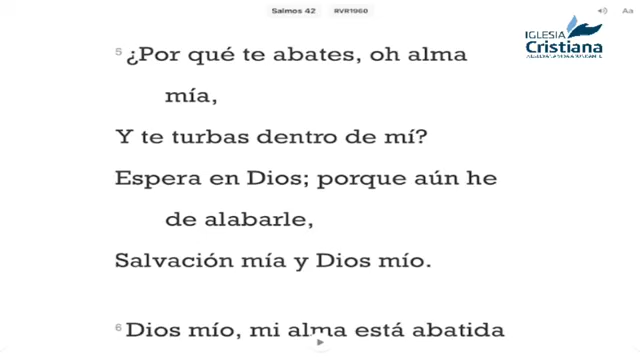 Salmos 42 RVR1960
Aa
IGLESIA
Cristiana
5 ¿Por qué te abates, oh alma
mía,
Y te turbas dentro de mí?
Espera en Dios; porque aún he
de alabarle,
Salvación mía y Dios mío.
6 Dios mío, mi alma está abatida